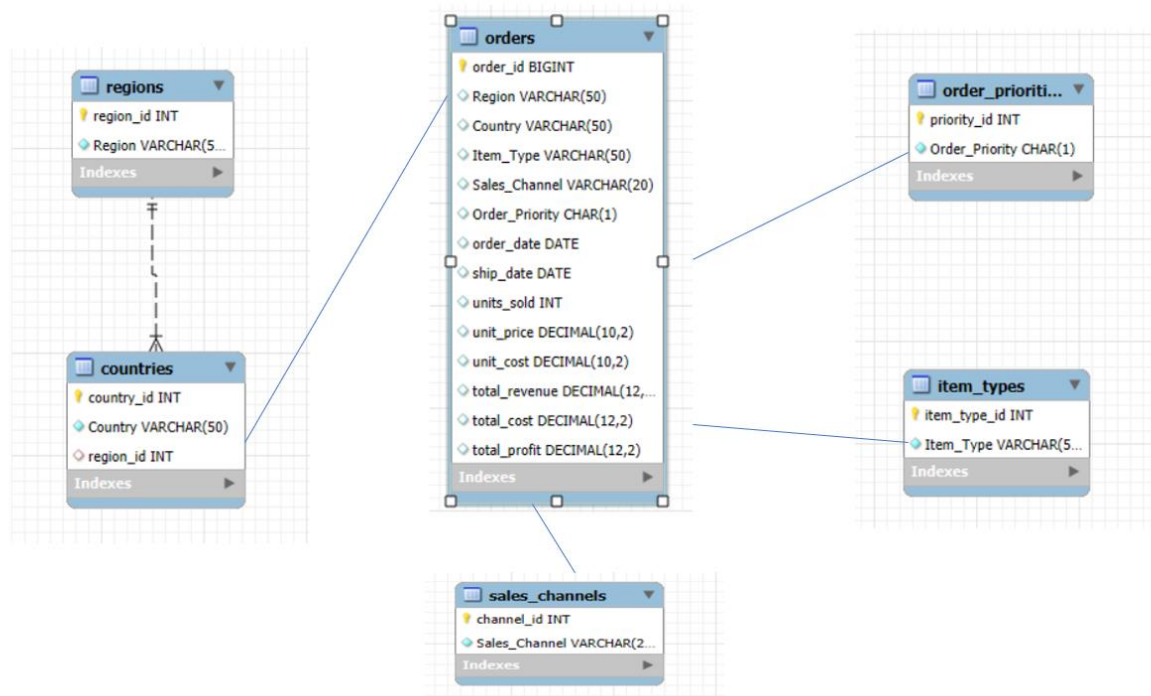 regions
region_id INT
Region VARCHAR(5...
Indexes
countries
country_id INT
Country VARCHAR(50)
region_id INT
Indexes
orders
order_id BIGINT
Region VARCHAR(50)
Country VARCHAR(50)
Item_Type VARCHAR(50)
Sales_Channel VARCHAR(20)
Order_Priority CHAR(1)
order_date DATE
ship_date DATE
units_sold INT
unit_price DECIMAL(10,2)
unit_cost DECIMAL(10,2)
total_revenue DECIMAL(12,...
total_cost DECIMAL(12,2)
total_profit DECIMAL(12,2)
Indexes
sales_channels
channel_id INT
Sales_Channel VARCHAR(2...
Indexes
order_prioriti...
priority_id INT
Order_Priority CHAR(1)
Indexes
item_types
item_type_id INT
Item_Type VARCHAR(5...
Indexes